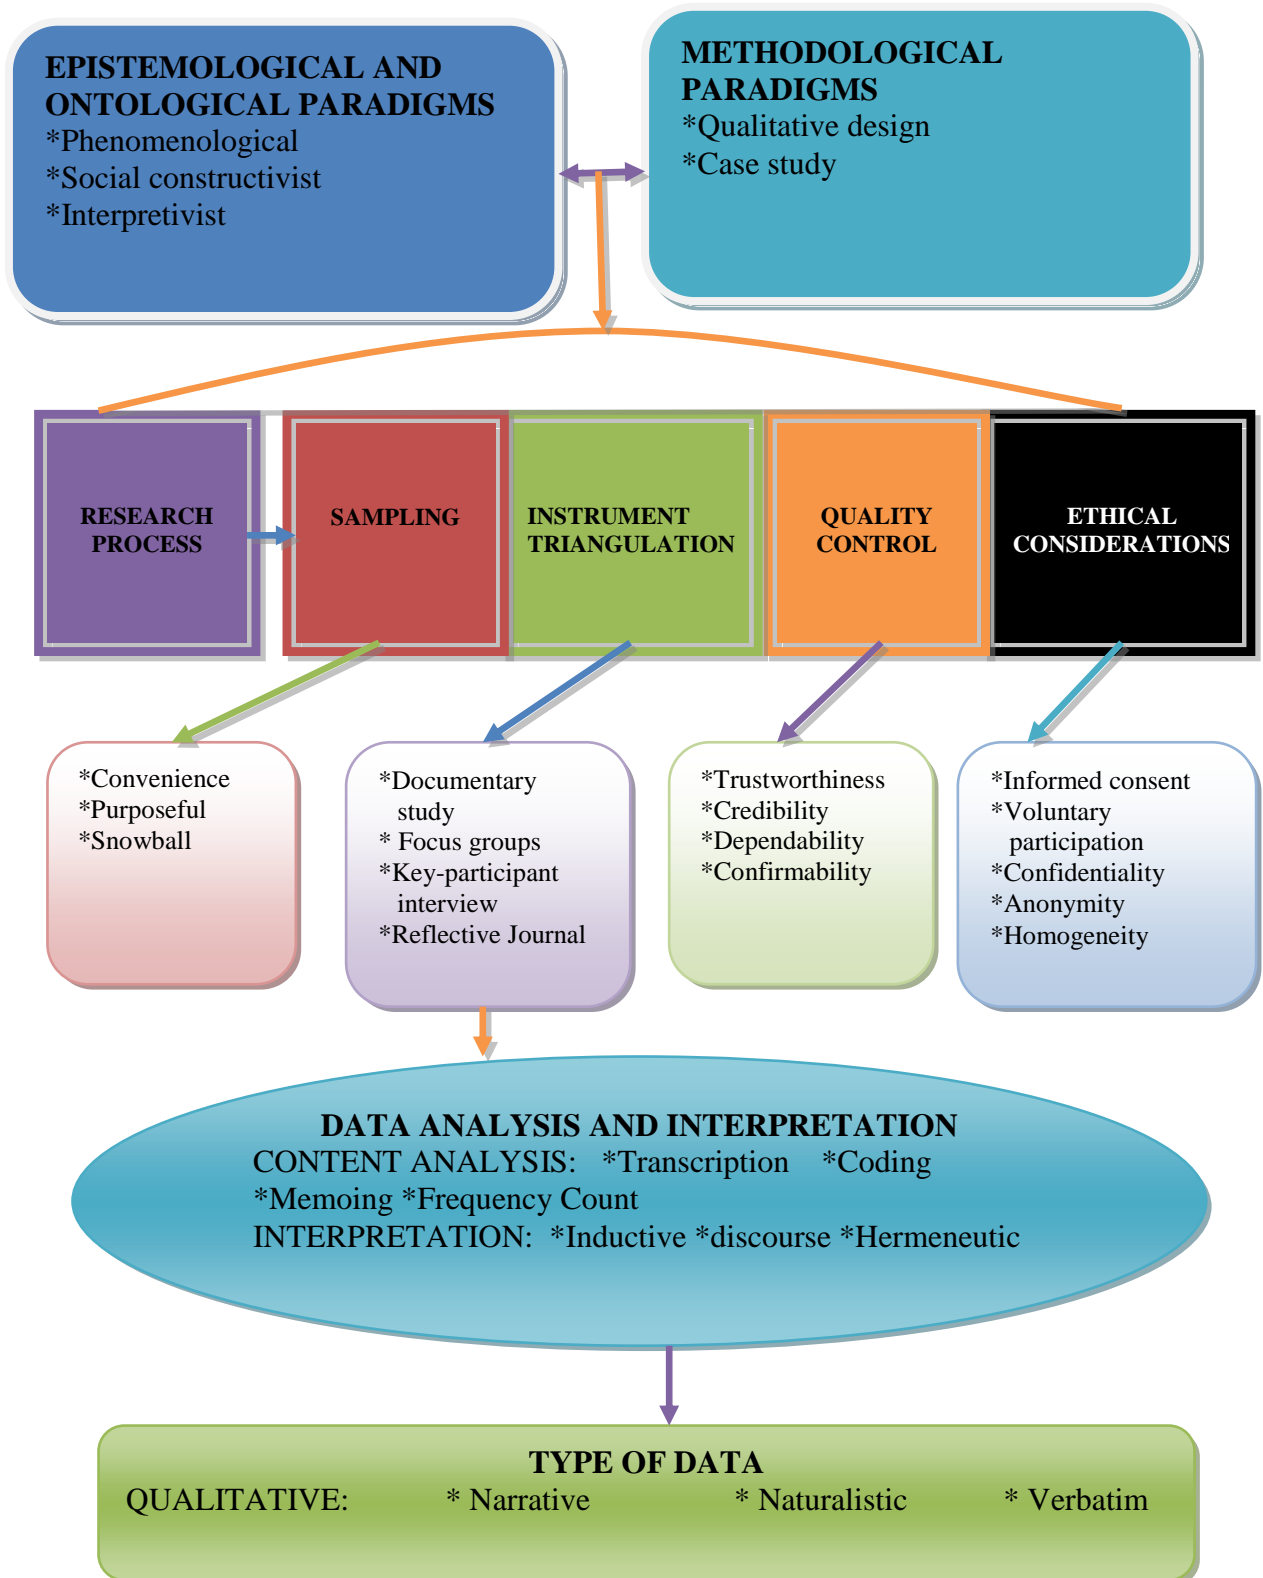 EPISTEMOLOGICAL AND
ONTOLOGICAL PARADIGMS
*Phenomenological
*Social constructivist
*Interpretivist
METHODOLOGICAL
PARADIGMS
*Qualitative design
*Case study
RESEARCH
PROCESS
SAMPLING
INSTRUMENT
TRIANGULATION
QUALITY
CONTROL
ETHICAL
CONSIDERATIONS
*Convenience
*Purposeful
*Snowball
*Documentary
study
* Focus groups
*Key-participant
interview
*Reflective Journal
*Trustworthiness
*Credibility
*Dependability
*Confirmability
*Informed consent
*Voluntary
participation
*Confidentiality
*Anonymity
*Homogeneity
DATA ANALYSIS AND INTERPRETATION
CONTENT ANALYSIS: *Transcription *Coding
*Memoing *Frequency Count
INTERPRETATION: *Inductive *discourse *Hermeneutic
TYPE OF DATA
QUALITATIVE: * Narrative * Naturalistic * Verbatim